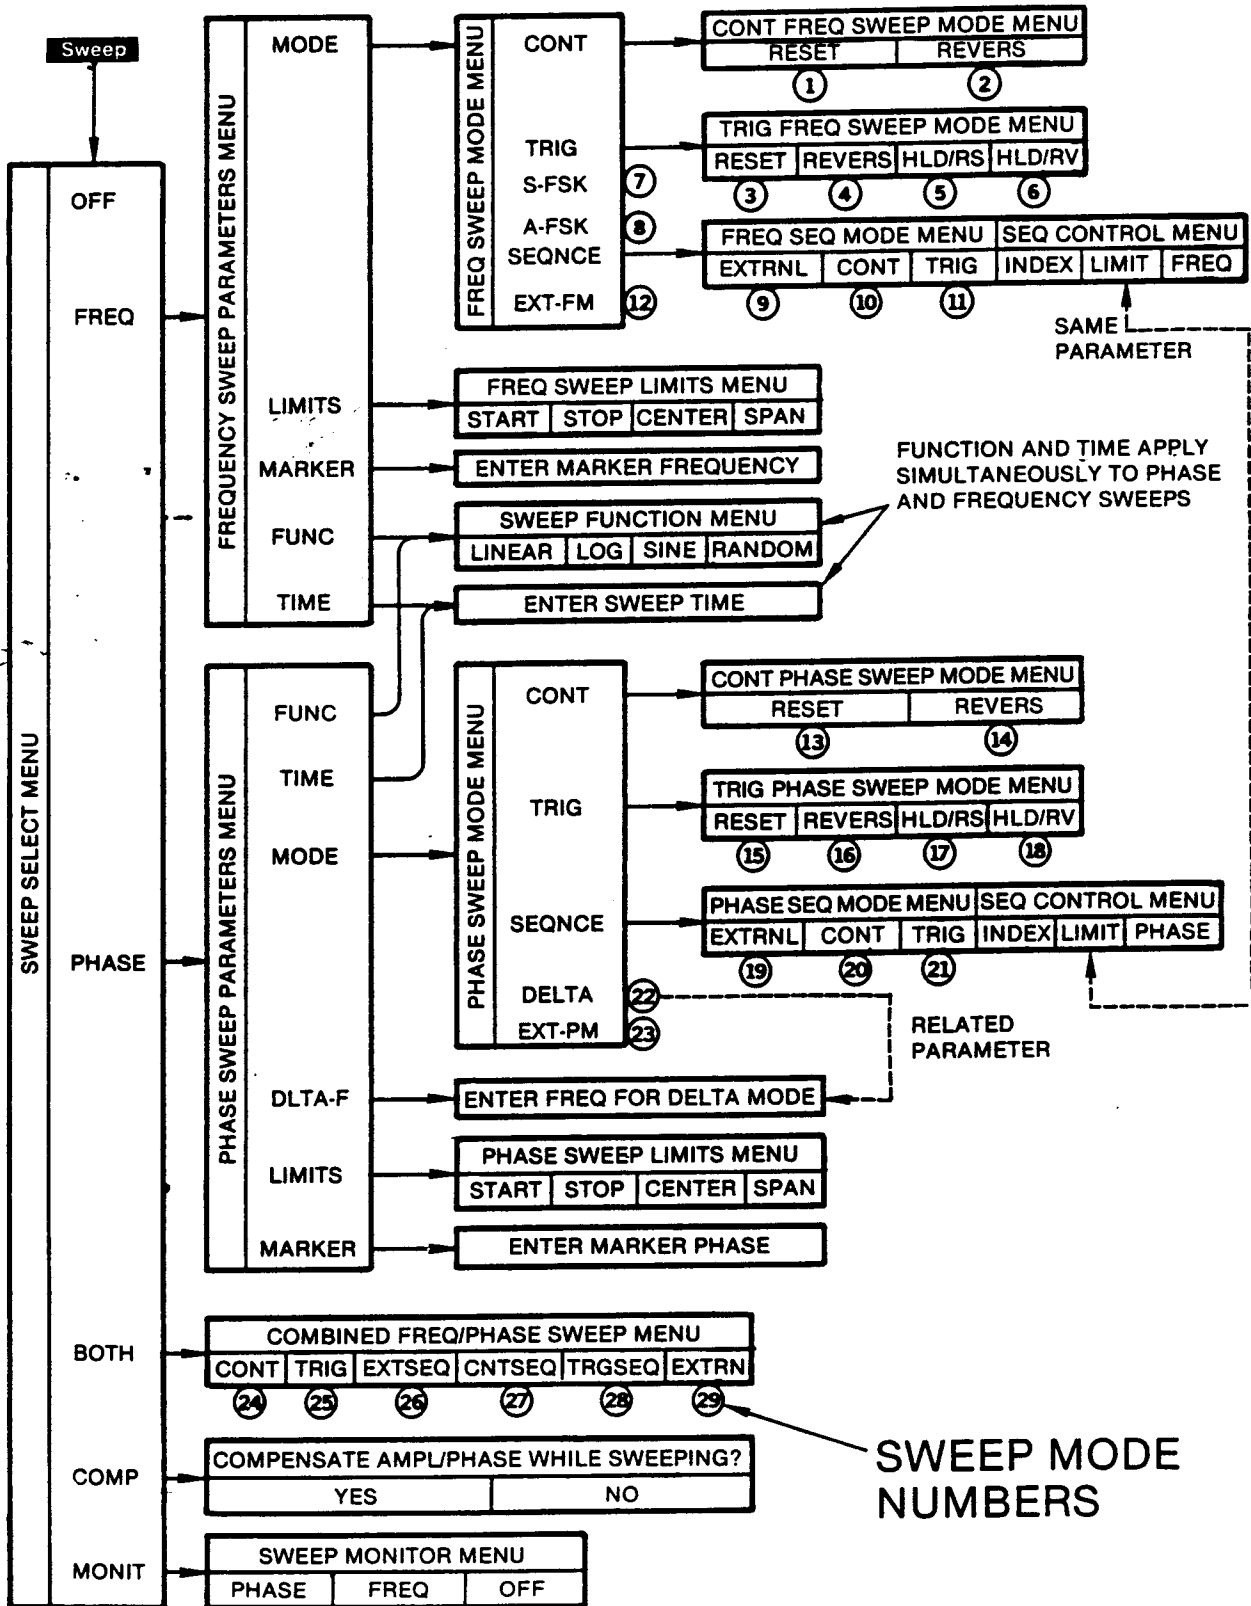 Sweep
SWEEP SELECT MENU
OFF
FREQ
PHASE
BOTH
COMP
MONIT
FREQUENCY SWEEP PARAMETERS MENU
MODE
LIMITS
MARKER
FUNC
TIME
FREQ SWEEP MODE MENU
CONT
TRIG
S-FSK 7
A-FSK 8
SEQNCE
EXT-FM 12
CONT FREQ SWEEP MODE MENU
RESET REVERS
1 2
TRIG FREQ SWEEP MODE MENU
RESET REVERS HLD/RS HLD/RV
3 4 5 6
FREQ SEQ MODE MENU SEQ CONTROL MENU
EXTRNL CONT TRIG INDEX LIMIT FREQ
9 10 11
SAME
PARAMETER
FREQ SWEEP LIMITS MENU
START STOP CENTER SPAN
ENTER MARKER FREQUENCY
SWEEP FUNCTION MENU
LINEAR LOG SINE RANDOM
ENTER SWEEP TIME
FUNCTION AND TIME APPLY
SIMULTANEOUSLY TO PHASE
AND FREQUENCY SWEEPS
PHASE SWEEP PARAMETERS MENU
FUNC
TIME
MODE
DLTA-F
LIMITS
MARKER
PHASE SWEEP MODE MENU
CONT
TRIG
SEQNCE
DELTA 22
EXT-PM 23
CONT PHASE SWEEP MODE MENU
RESET REVERS
13 14
TRIG PHASE SWEEP MODE MENU
RESET REVERS HLD/RS HLD/RV
15 16 17 18
PHASE SEQ MODE MENU SEQ CONTROL MENU
EXTRNL CONT TRIG INDEX LIMIT PHASE
19 20 21
RELATED
PARAMETER
ENTER FREQ FOR DELTA MODE
PHASE SWEEP LIMITS MENU
START STOP CENTER SPAN
ENTER MARKER PHASE
COMBINED FREQ/PHASE SWEEP MENU
CONT TRIG EXTSEQ CNTSEQ TRGSEQ EXTRN
24 25 26 27 28 29
SWEEP MODE
NUMBERS
COMPENSATE AMPL/PHASE WHILE SWEEPING?
YES NO
SWEEP MONITOR MENU
PHASE FREQ OFF